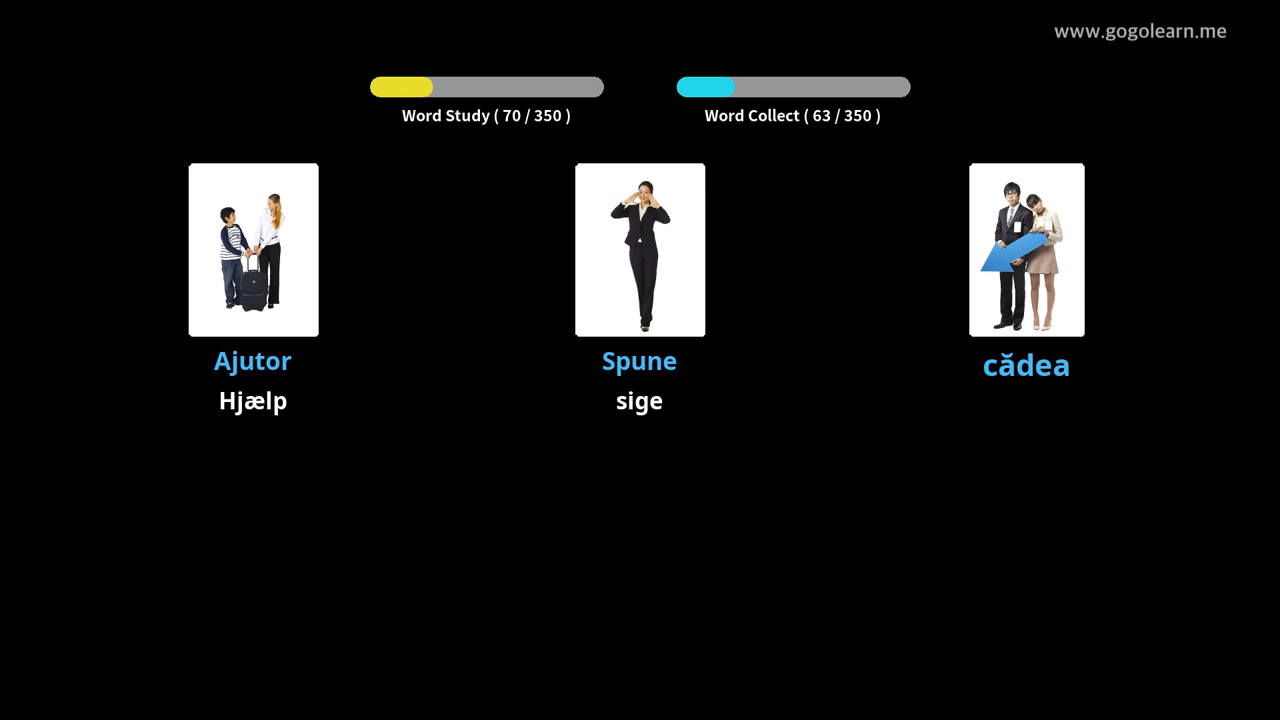 www.gogolearn.me
Word Study ( 70 / 350 )
Word Collect ( 63 / 350 )
Ajutor
Hjælp
Spune
sige
cădea